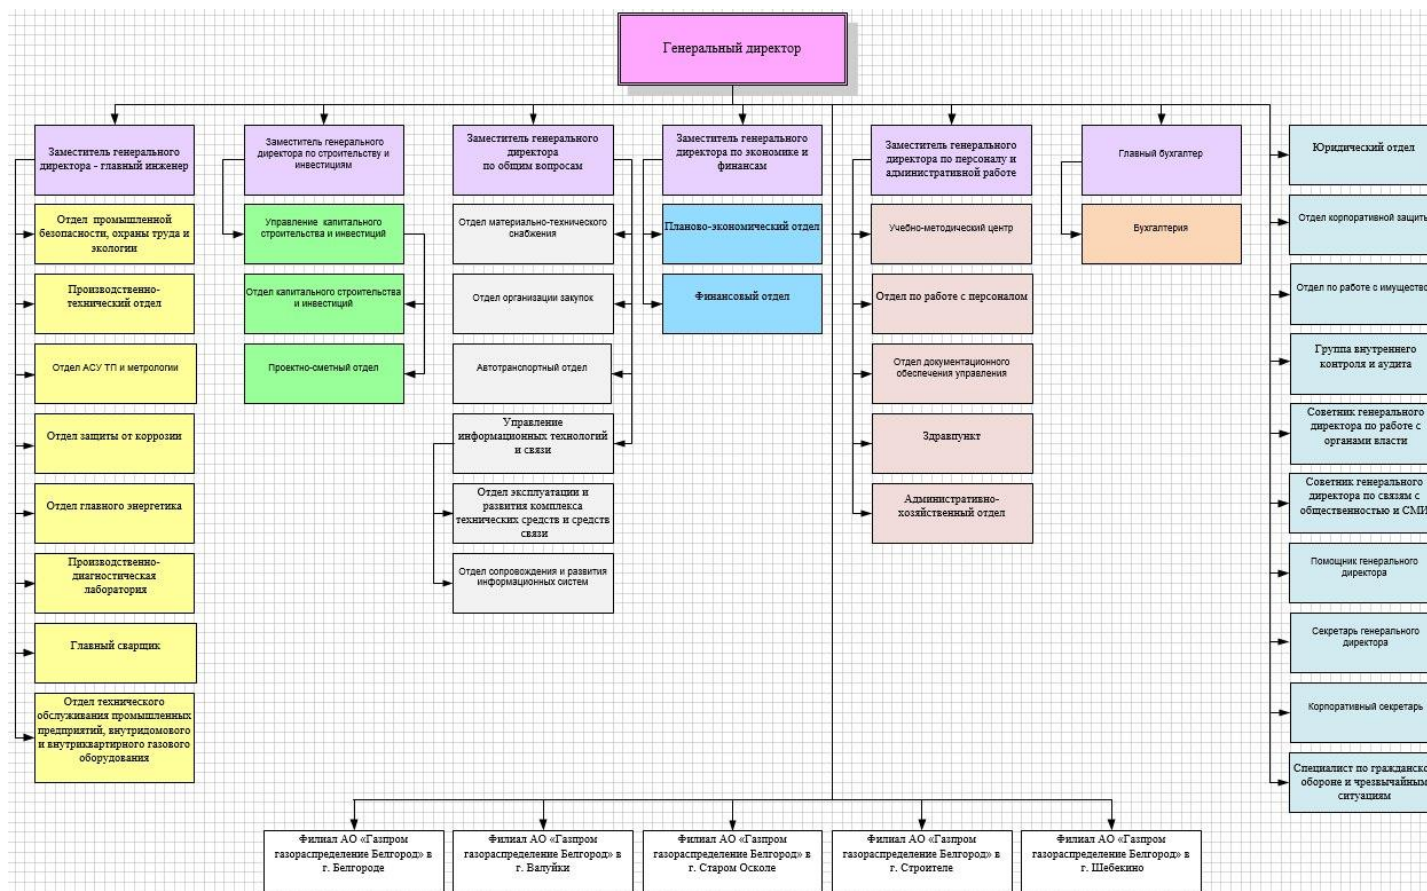 Генеральный директор
Заместитель генерального
директора - главный инженер
Отдел промышленной
безопасности, охраны труда и
экологии
Производственно-
технический отдел
Отдел АСУ ТП и метрологии
Отдел защиты от коррозии
Отдел главного энергетика
Производственно-
диагностическая
лаборатория
Главный сварщик
Отдел технического
обслуживания промышленных
предприятий, внутридомового
и внутриквартирного газового
оборудования
Заместитель генерального
директора по строительству и
инвестициям
Управление капитального
строительства и инвестиций
Отдел капитального строительства
и инвестиций
Проектно-сметный отдел
Заместитель генерального
директора
по общим вопросам
Отдел материально-технического
снабжения
Отдел организации закупок
Автотранспортный отдел
Управление
информационных технологий
и связи
Отдел эксплуатации и
развития комплекса
технических средств и средств
связи
Отдел сопровождения и развития
информационных систем
Заместитель генерального
директора по экономике и
финансам
Планово-экономический отдел
Финансовый отдел
Заместитель генерального
директора по персоналу и
административной работе
Учебно-методический центр
Отдел по работе с персоналом
Отдел документационного
обеспечения управления
Здравпункт
Административно-
хозяйственный отдел
Главный бухгалтер
Бухгалтерия
Юридический отдел
Отдел корпоративной защиты
Отдел по работе с имущество
Группа внутреннего
контроля и аудита
Советник генерального
директора по работе с
органами власти
Советник генерального
директора по связям с
общественностью и СМИ
Помощник генерального
директора
Секретарь генерального
директора
Корпоративный секретарь
Специалист по гражданско
обороне и чрезвычайным
ситуациям
Филиал АО «Газпром
газораспределение Белгород» в
г. Белгороде
Филиал АО «Газпром
газораспределение Белгород» в
г. Валуйки
Филиал АО «Газпром
газораспределение Белгород» в
г. Старом Осколе
Филиал АО «Газпром
газораспределение Белгород» в
г. Строителе
Филиал АО «Газпром
газораспределение Белгород» в
г. Шебекино